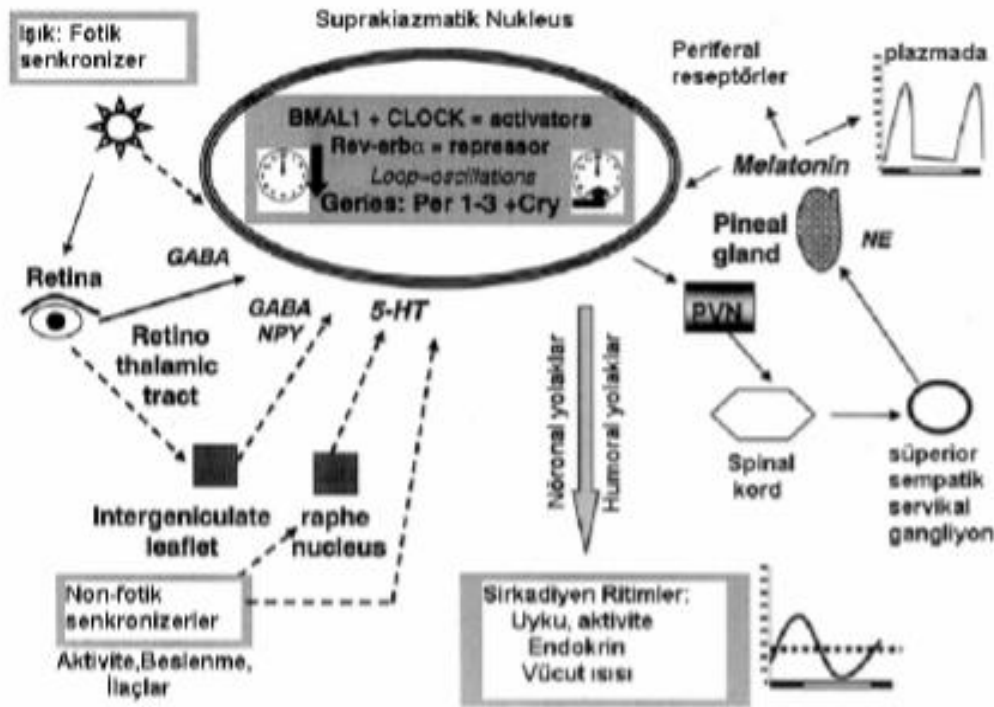 Suprakiazmatik Nukleus
Işık: Fotik
senkronizer
BMAL1 + CLOCK = activators
Rev-erbα = repressor
Loop=oscillations
Geries: Per 1-3 +Cry
Periferal
reseptörler
plazmada
Melatonin
Pineal
gland
NE
Retina
GABA
GABA
NPY
5-HT
Retino
thalamic
tract
PVN
Nöronal yolaklar
Humoral yolaklar
Spinal
kord
süperior
sempatik
servikal
gangliyon
Intergeniculate
leaflet
raphe
nucleus
Non-fotik
senkronizerler
Aktivite,Beslenme,
İlaçlar
Sirkadiyen Ritimler:
Uyku, aktivite
Endokrin
Vücut ısısı